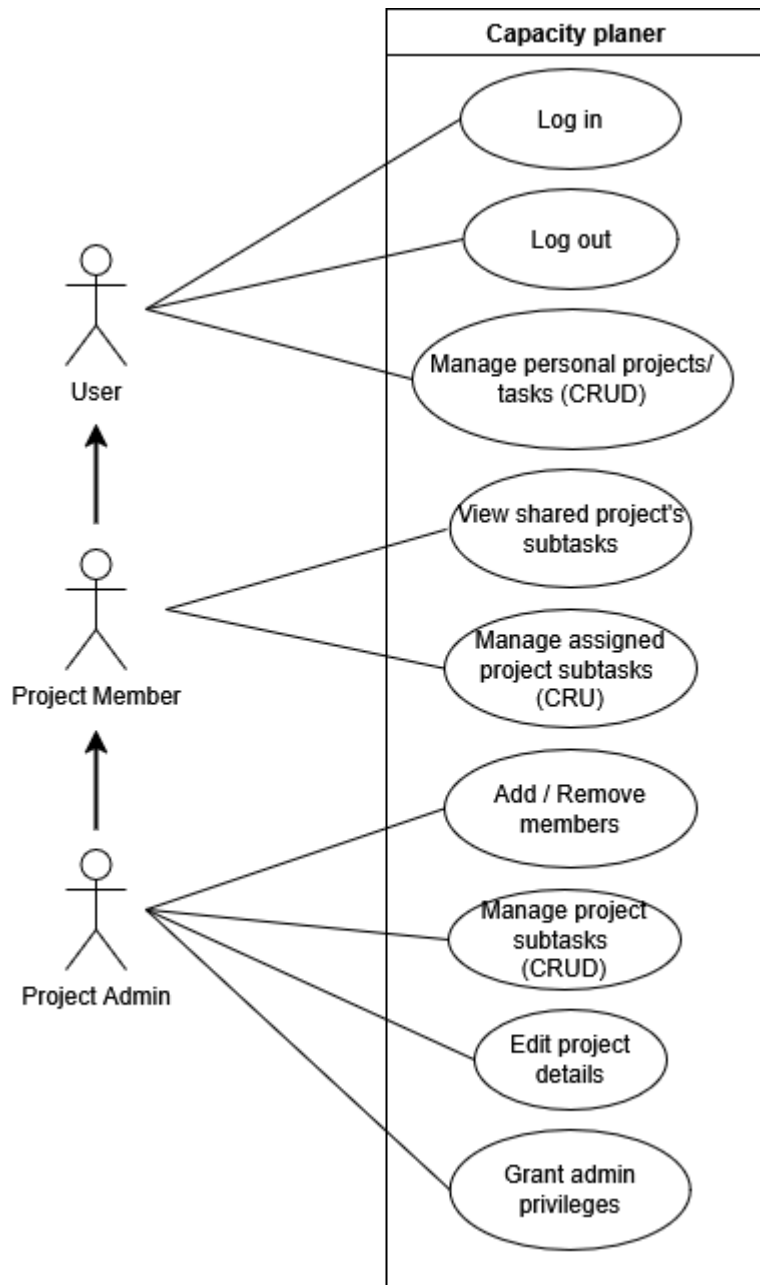 Capacity planer
Log in
Log out
User
Manage personal projects/
tasks (CRUD)
View shared project's
subtasks
Project Member
Manage assigned
project subtasks
(CRU)
Add / Remove
members
Project Admin
Manage project
subtasks
(CRUD)
Edit project
details
Grant admin
privileges